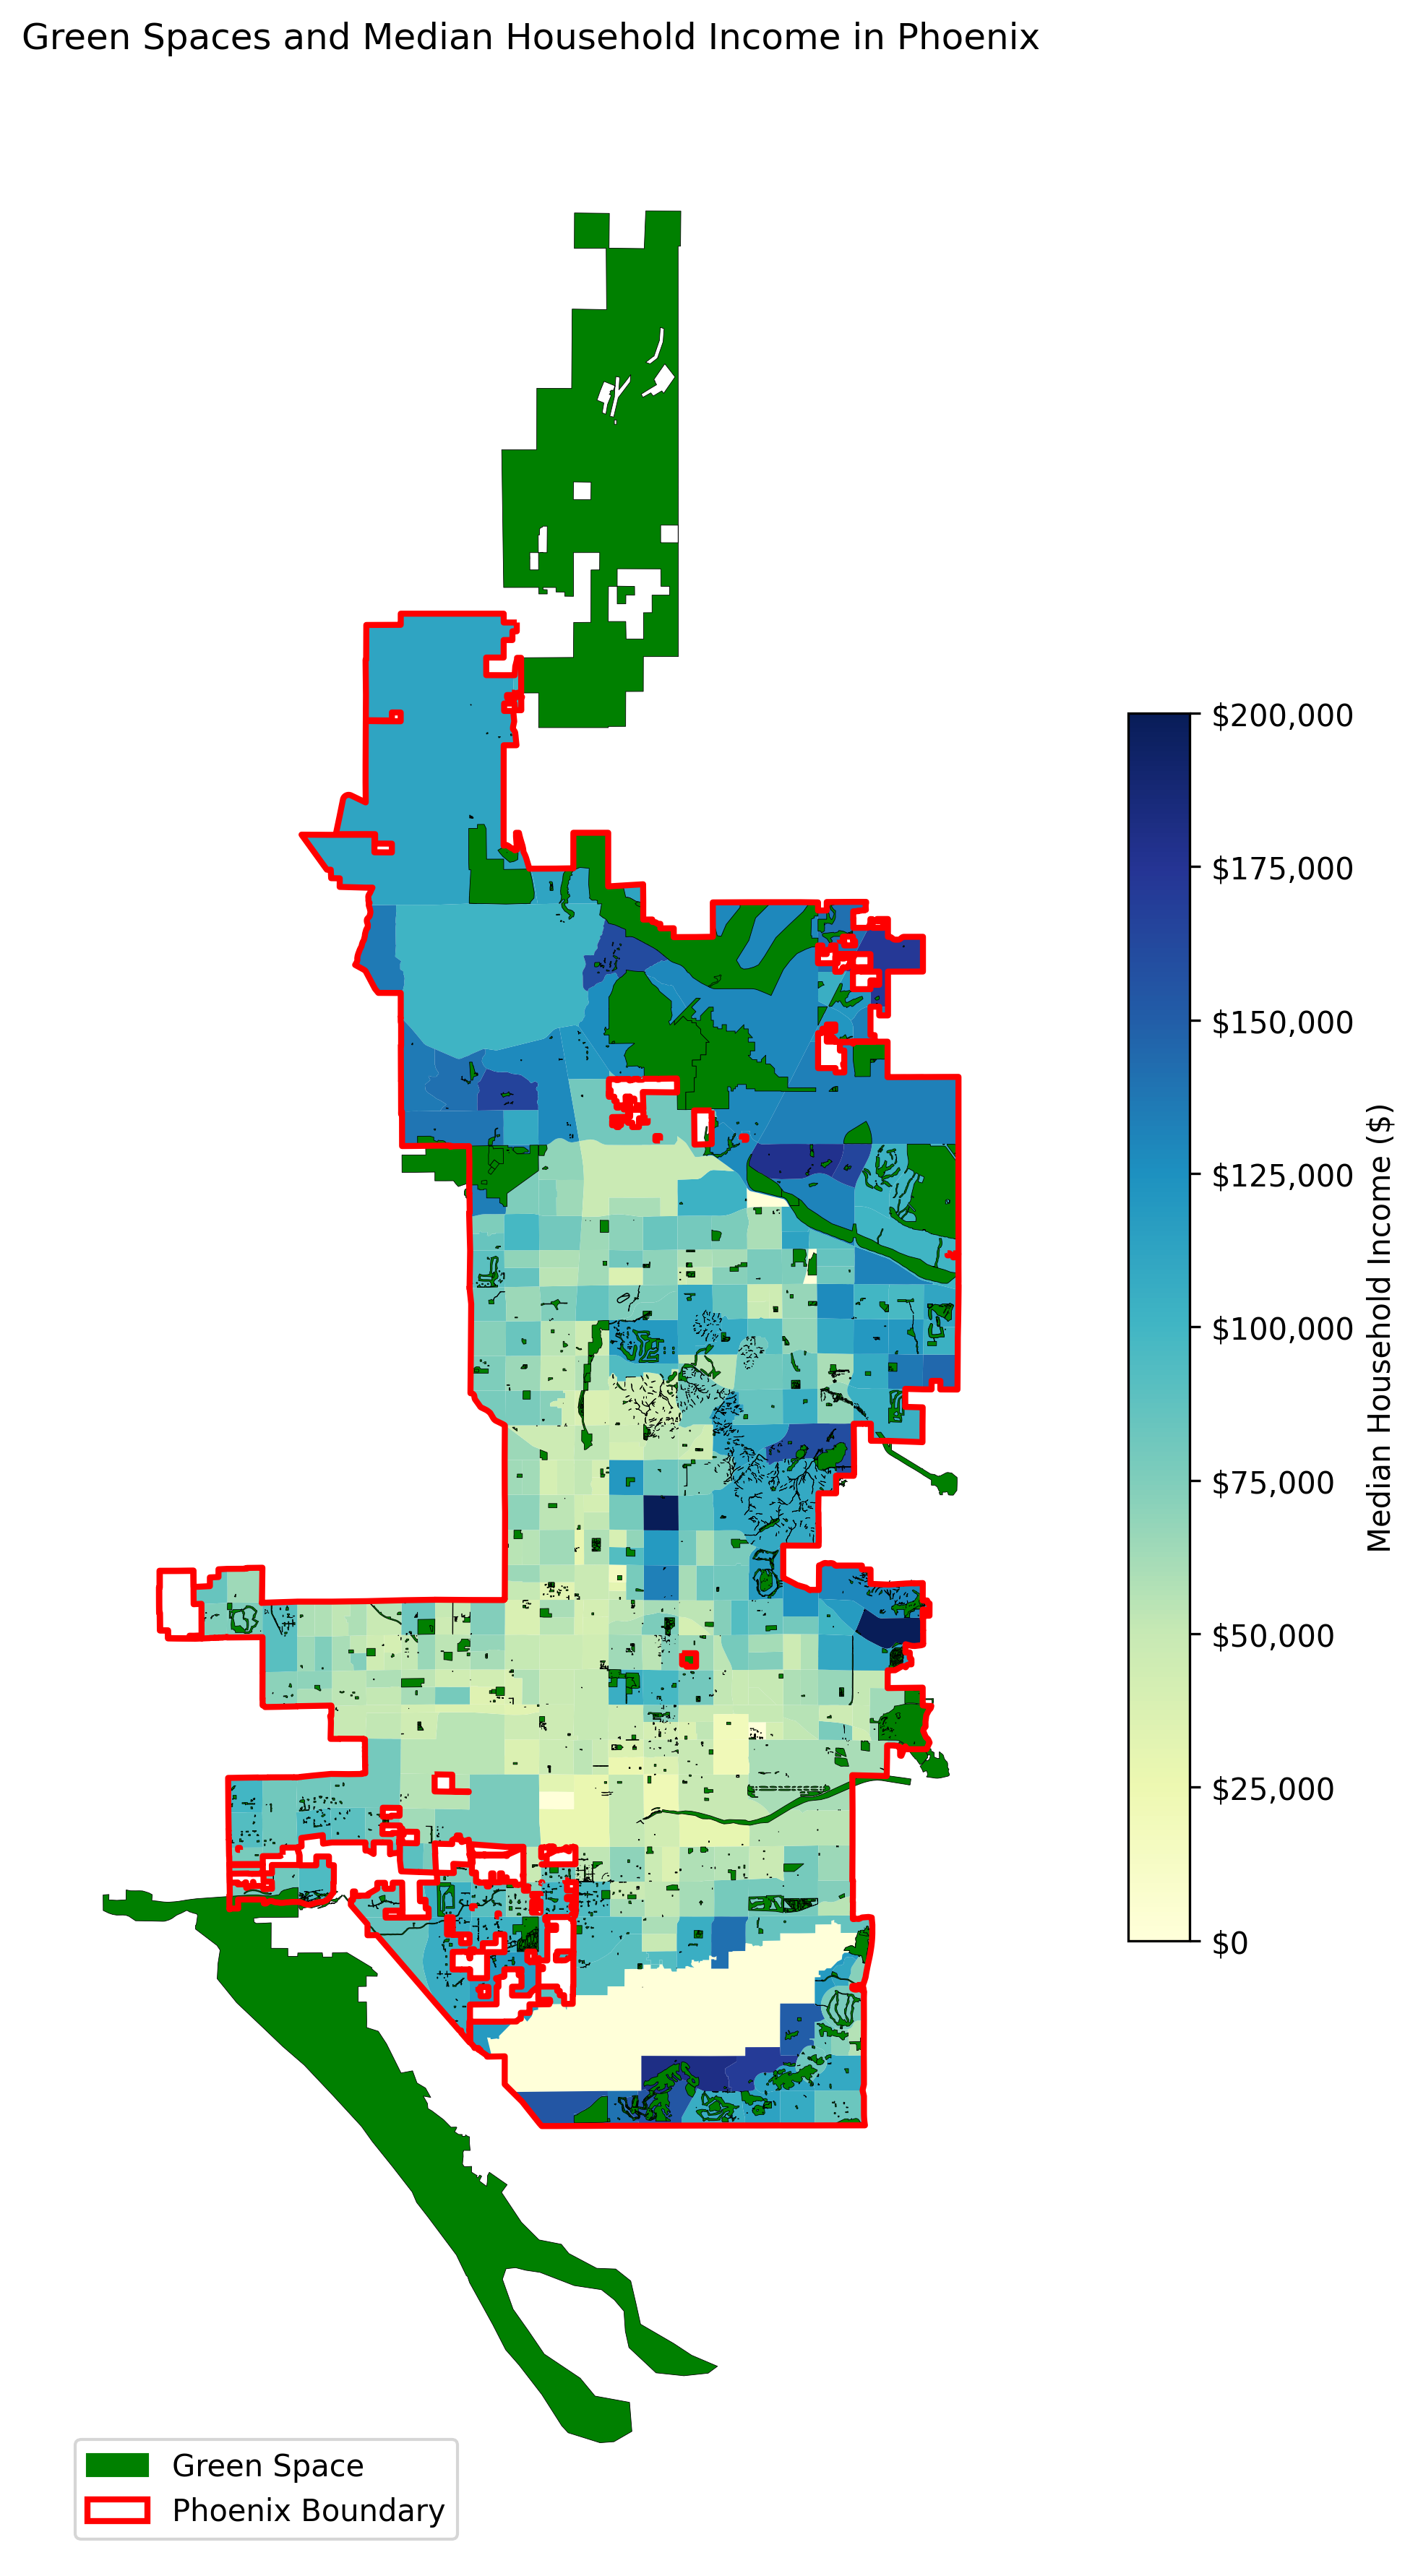 Green Spaces and Median Household Income in Phoenix
$200,000
$175,000
$150,000
$125,000
$100,000
$75,000
$50,000
$25,000
$0
Median Household Income ($)
Green Space
Phoenix Boundary